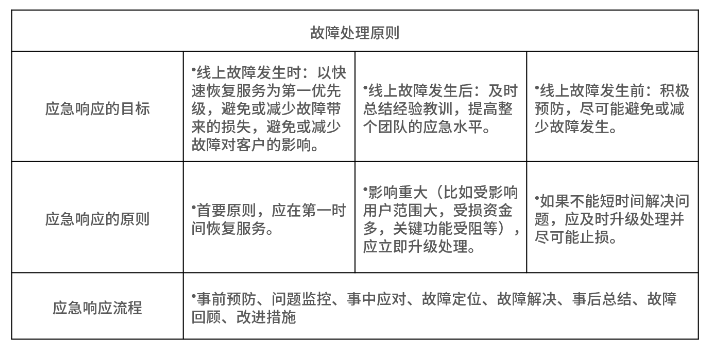 故障处理原则
应急响应的目标
•线上故障发生时：以快
速恢复服务为第一优先
级，避免或减少故障带
来的损失，避免或减少
故障对客户的影响。
•线上故障发生后：及时
总结经验教训，提高整
个团队的应急水平。
•线上故障发生前：积极
预防，尽可能避免或减
少故障发生。
应急响应的原则
•首要原则，应在第一时
间恢复服务。
•影响重大（比如受影响
用户范围大，受损资金
多，关键功能受阻等），
应立即升级处理。
•如果不能短时间解决问
题，应及时升级处理并
尽可能止损。
应急响应流程
•事前预防、问题监控、事中应对、故障定位、故障解决、事后总结、故障
回顾、改进措施